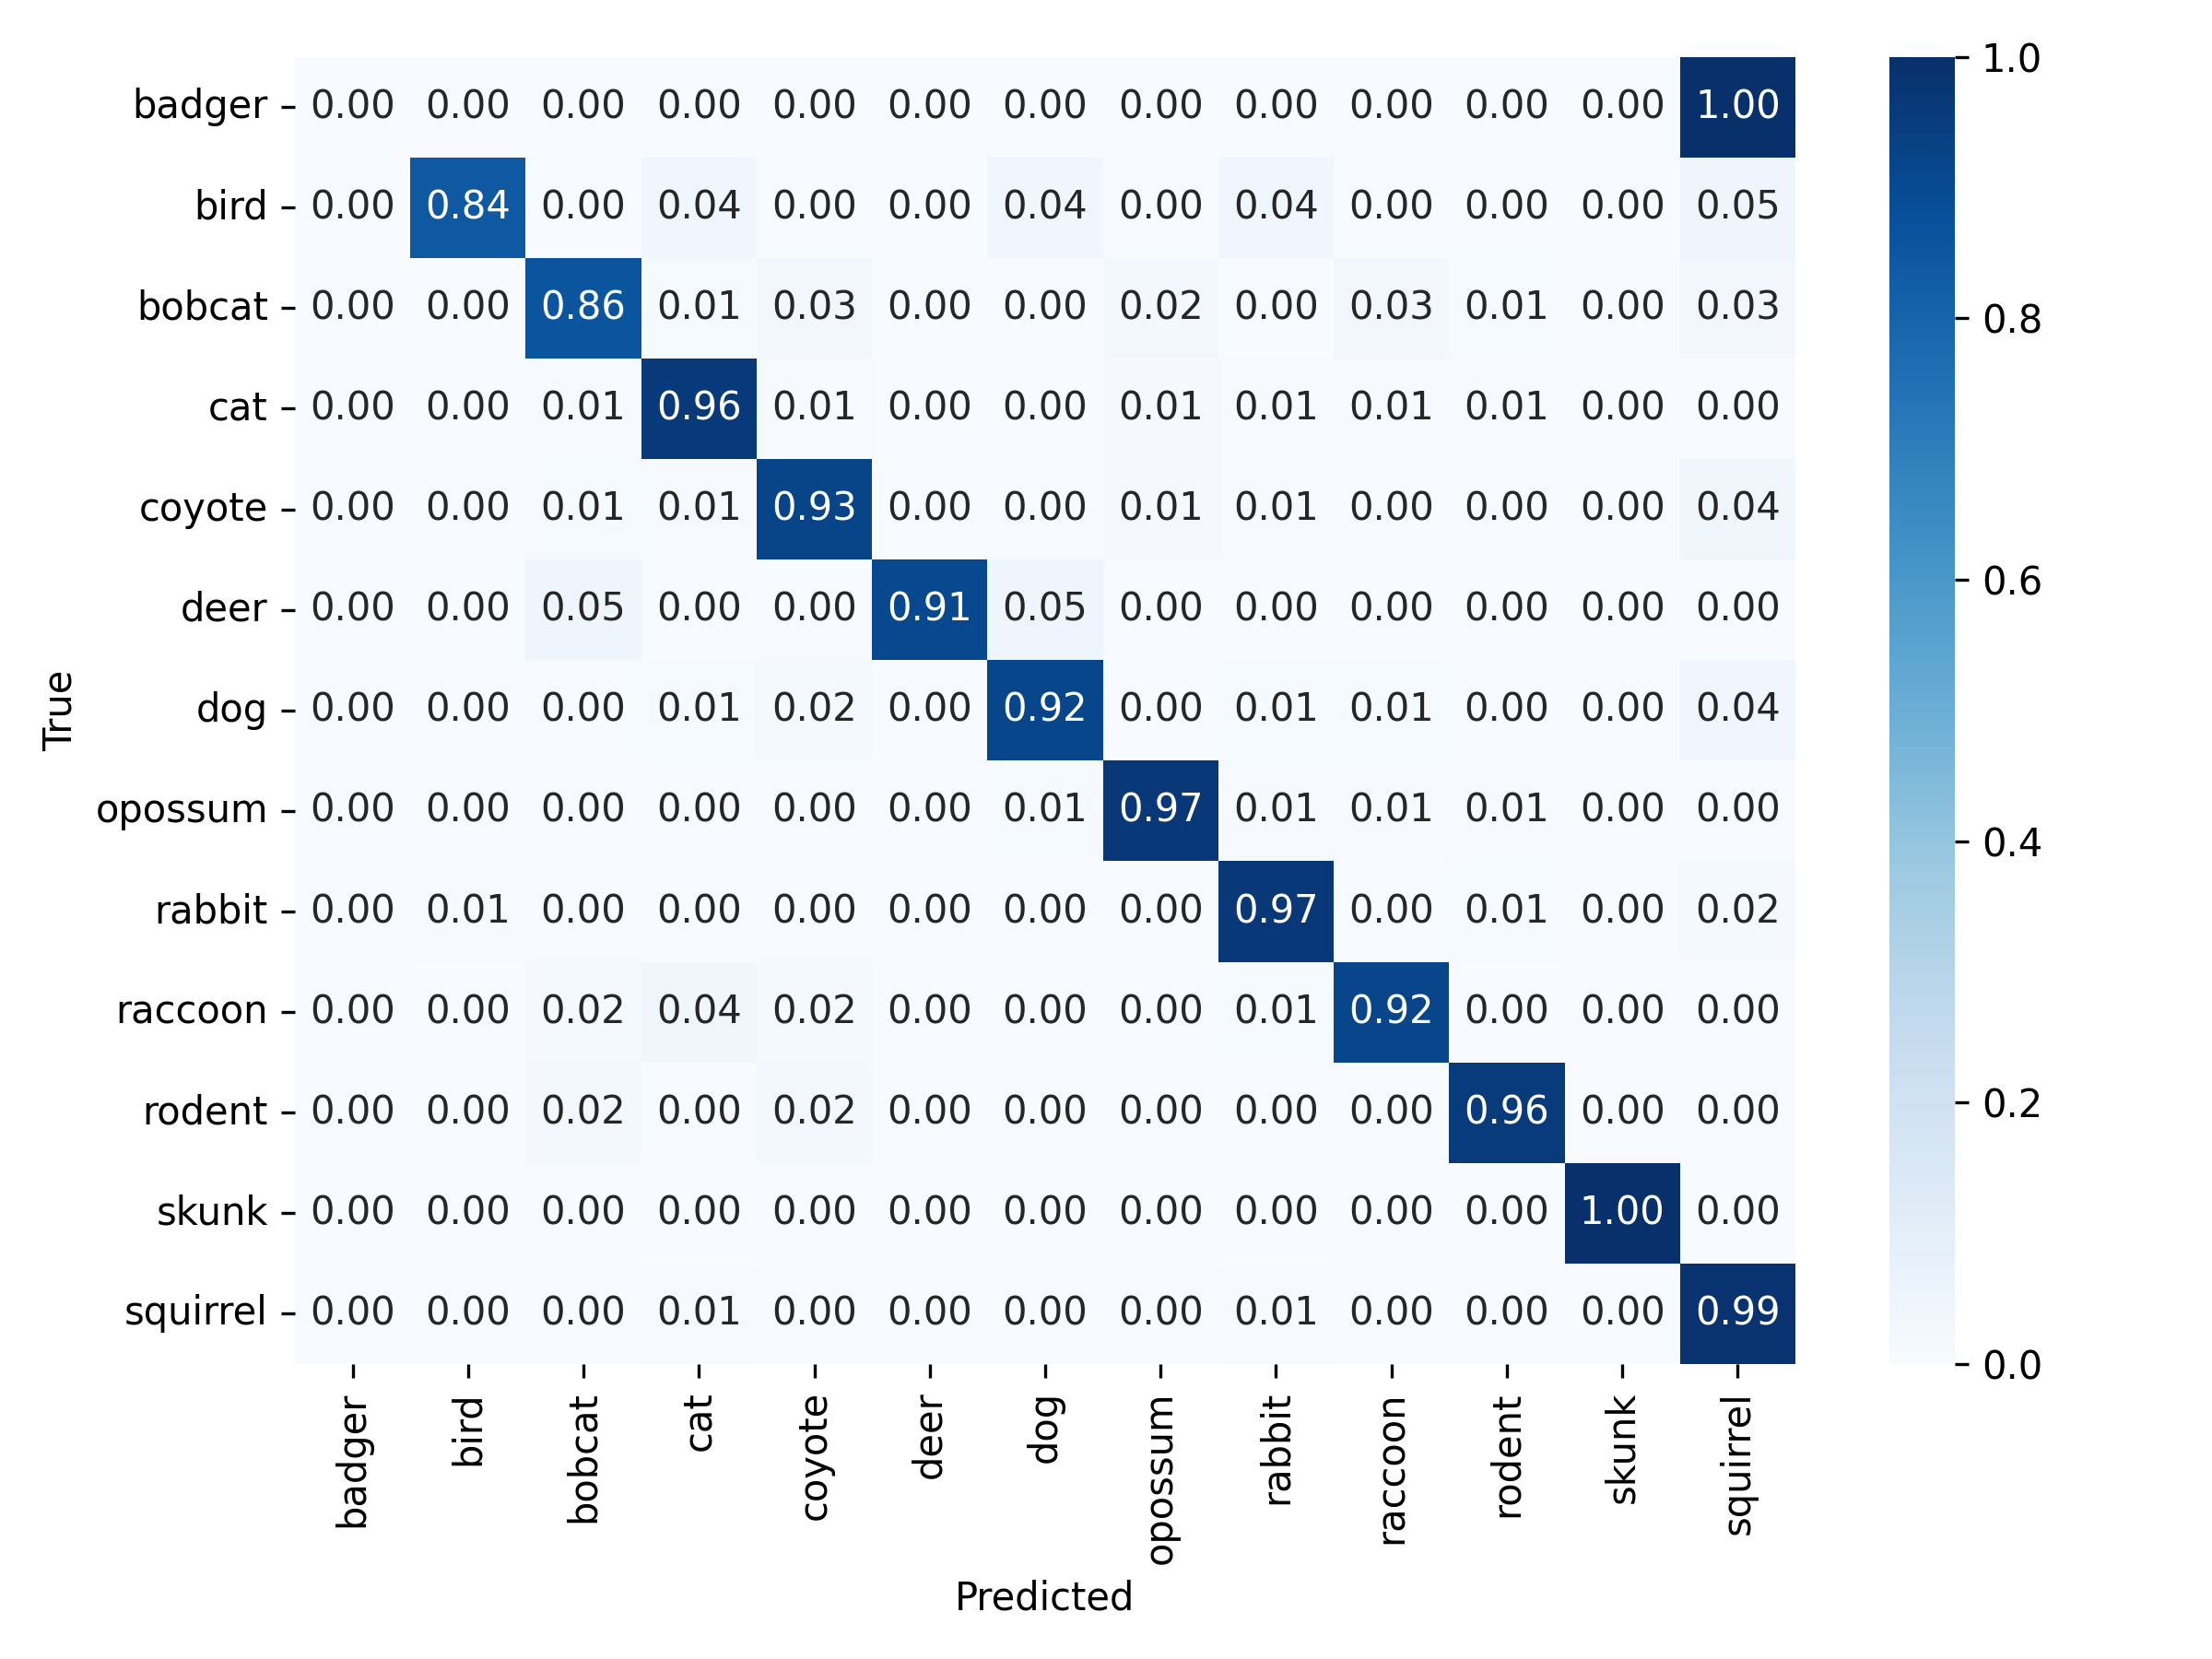 badger 0.00 0.00 0.00 0.00 0.00 0.00 0.00 0.00 0.00 0.00 0.00 0.00 1.00 1.0
bird 0.00 0.84 0.00 0.04 0.00 0.00 0.04 0.00 0.04 0.00 0.00 0.00 0.05
bobcat 0.00 0.00 0.86 0.01 0.03 0.00 0.00 0.02 0.00 0.03 0.01 0.00 0.03 0.8
cat 0.00 0.00 0.01 0.96 0.01 0.00 0.00 0.01 0.01 0.01 0.01 0.00 0.00
coyote 0.00 0.00 0.01 0.01 0.93 0.00 0.00 0.01 0.01 0.00 0.00 0.00 0.04
deer 0.00 0.00 0.05 0.00 0.00 0.91 0.05 0.00 0.00 0.00 0.00 0.00 0.00 0.6
True
dog 0.00 0.00 0.00 0.01 0.02 0.00 0.92 0.00 0.01 0.01 0.00 0.00 0.04
opossum 0.00 0.00 0.00 0.00 0.00 0.00 0.01 0.97 0.01 0.01 0.01 0.00 0.00 0.4
rabbit 0.00 0.01 0.00 0.00 0.00 0.00 0.00 0.00 0.97 0.00 0.01 0.00 0.02
raccoon 0.00 0.00 0.02 0.04 0.02 0.00 0.00 0.00 0.01 0.92 0.00 0.00 0.00
rodent 0.00 0.00 0.02 0.00 0.02 0.00 0.00 0.00 0.00 0.00 0.96 0.00 0.00 0.2
skunk 0.00 0.00 0.00 0.00 0.00 0.00 0.00 0.00 0.00 0.00 0.00 1.00 0.00
squirrel 0.00 0.00 0.00 0.01 0.00 0.00 0.00 0.00 0.01 0.00 0.00 0.00 0.99 0.0
badger bird bobcat cat coyote deer dog opossum rabbit raccoon rodent skunk squirrel
Predicted